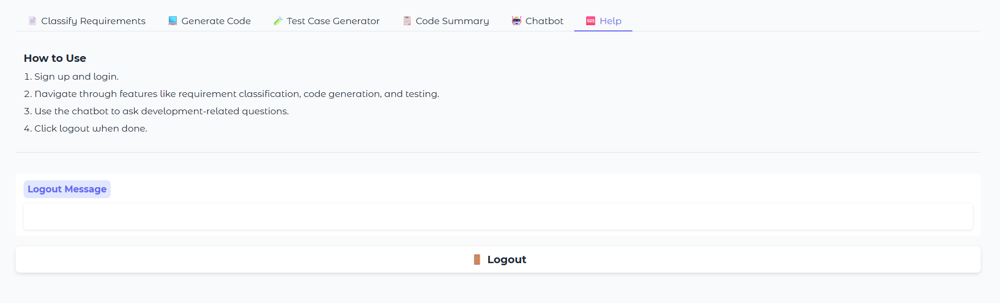 Classify Requirements Generate Code Test Case Generator Code Summary Chatbot SOS Help
How to Use
1. Sign up and login.
2. Navigate through features like requirement classification, code generation, and testing.
3. Use the chatbot to ask development-related questions.
4. Click logout when done.
Logout Message
Logout